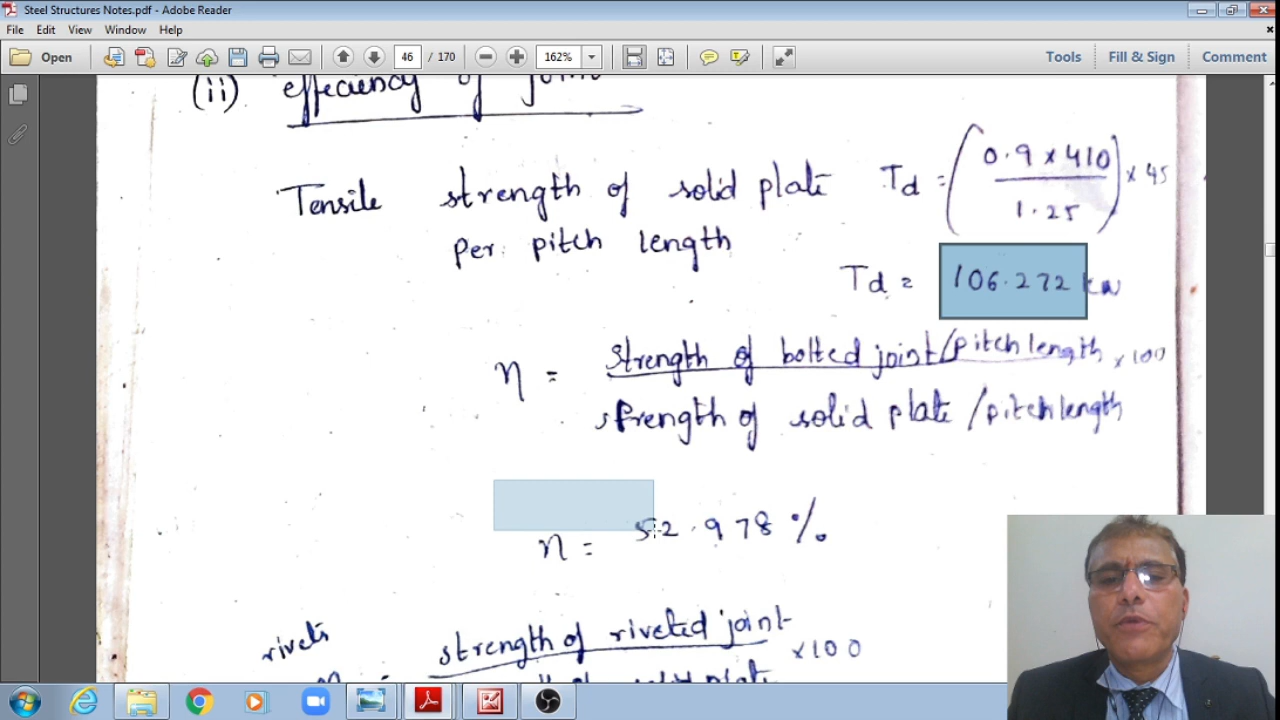 Steel Structures Notes.pdf - Adobe Reader
File Edit View Window Help
Open 46 / 170 162% Tools Fill & Sign Comment
(ii) efficiency of joint
Tensile strength of solid plate Td = (0.9 x 410 / 1.25) x 45
per pitch length
Td = 106.272 kN
η = strength of bolted joint/pitch length x 100
strength of solid plate /pitch length
η = 52.978 %
rivets
strength of riveted joint x100
solid plate